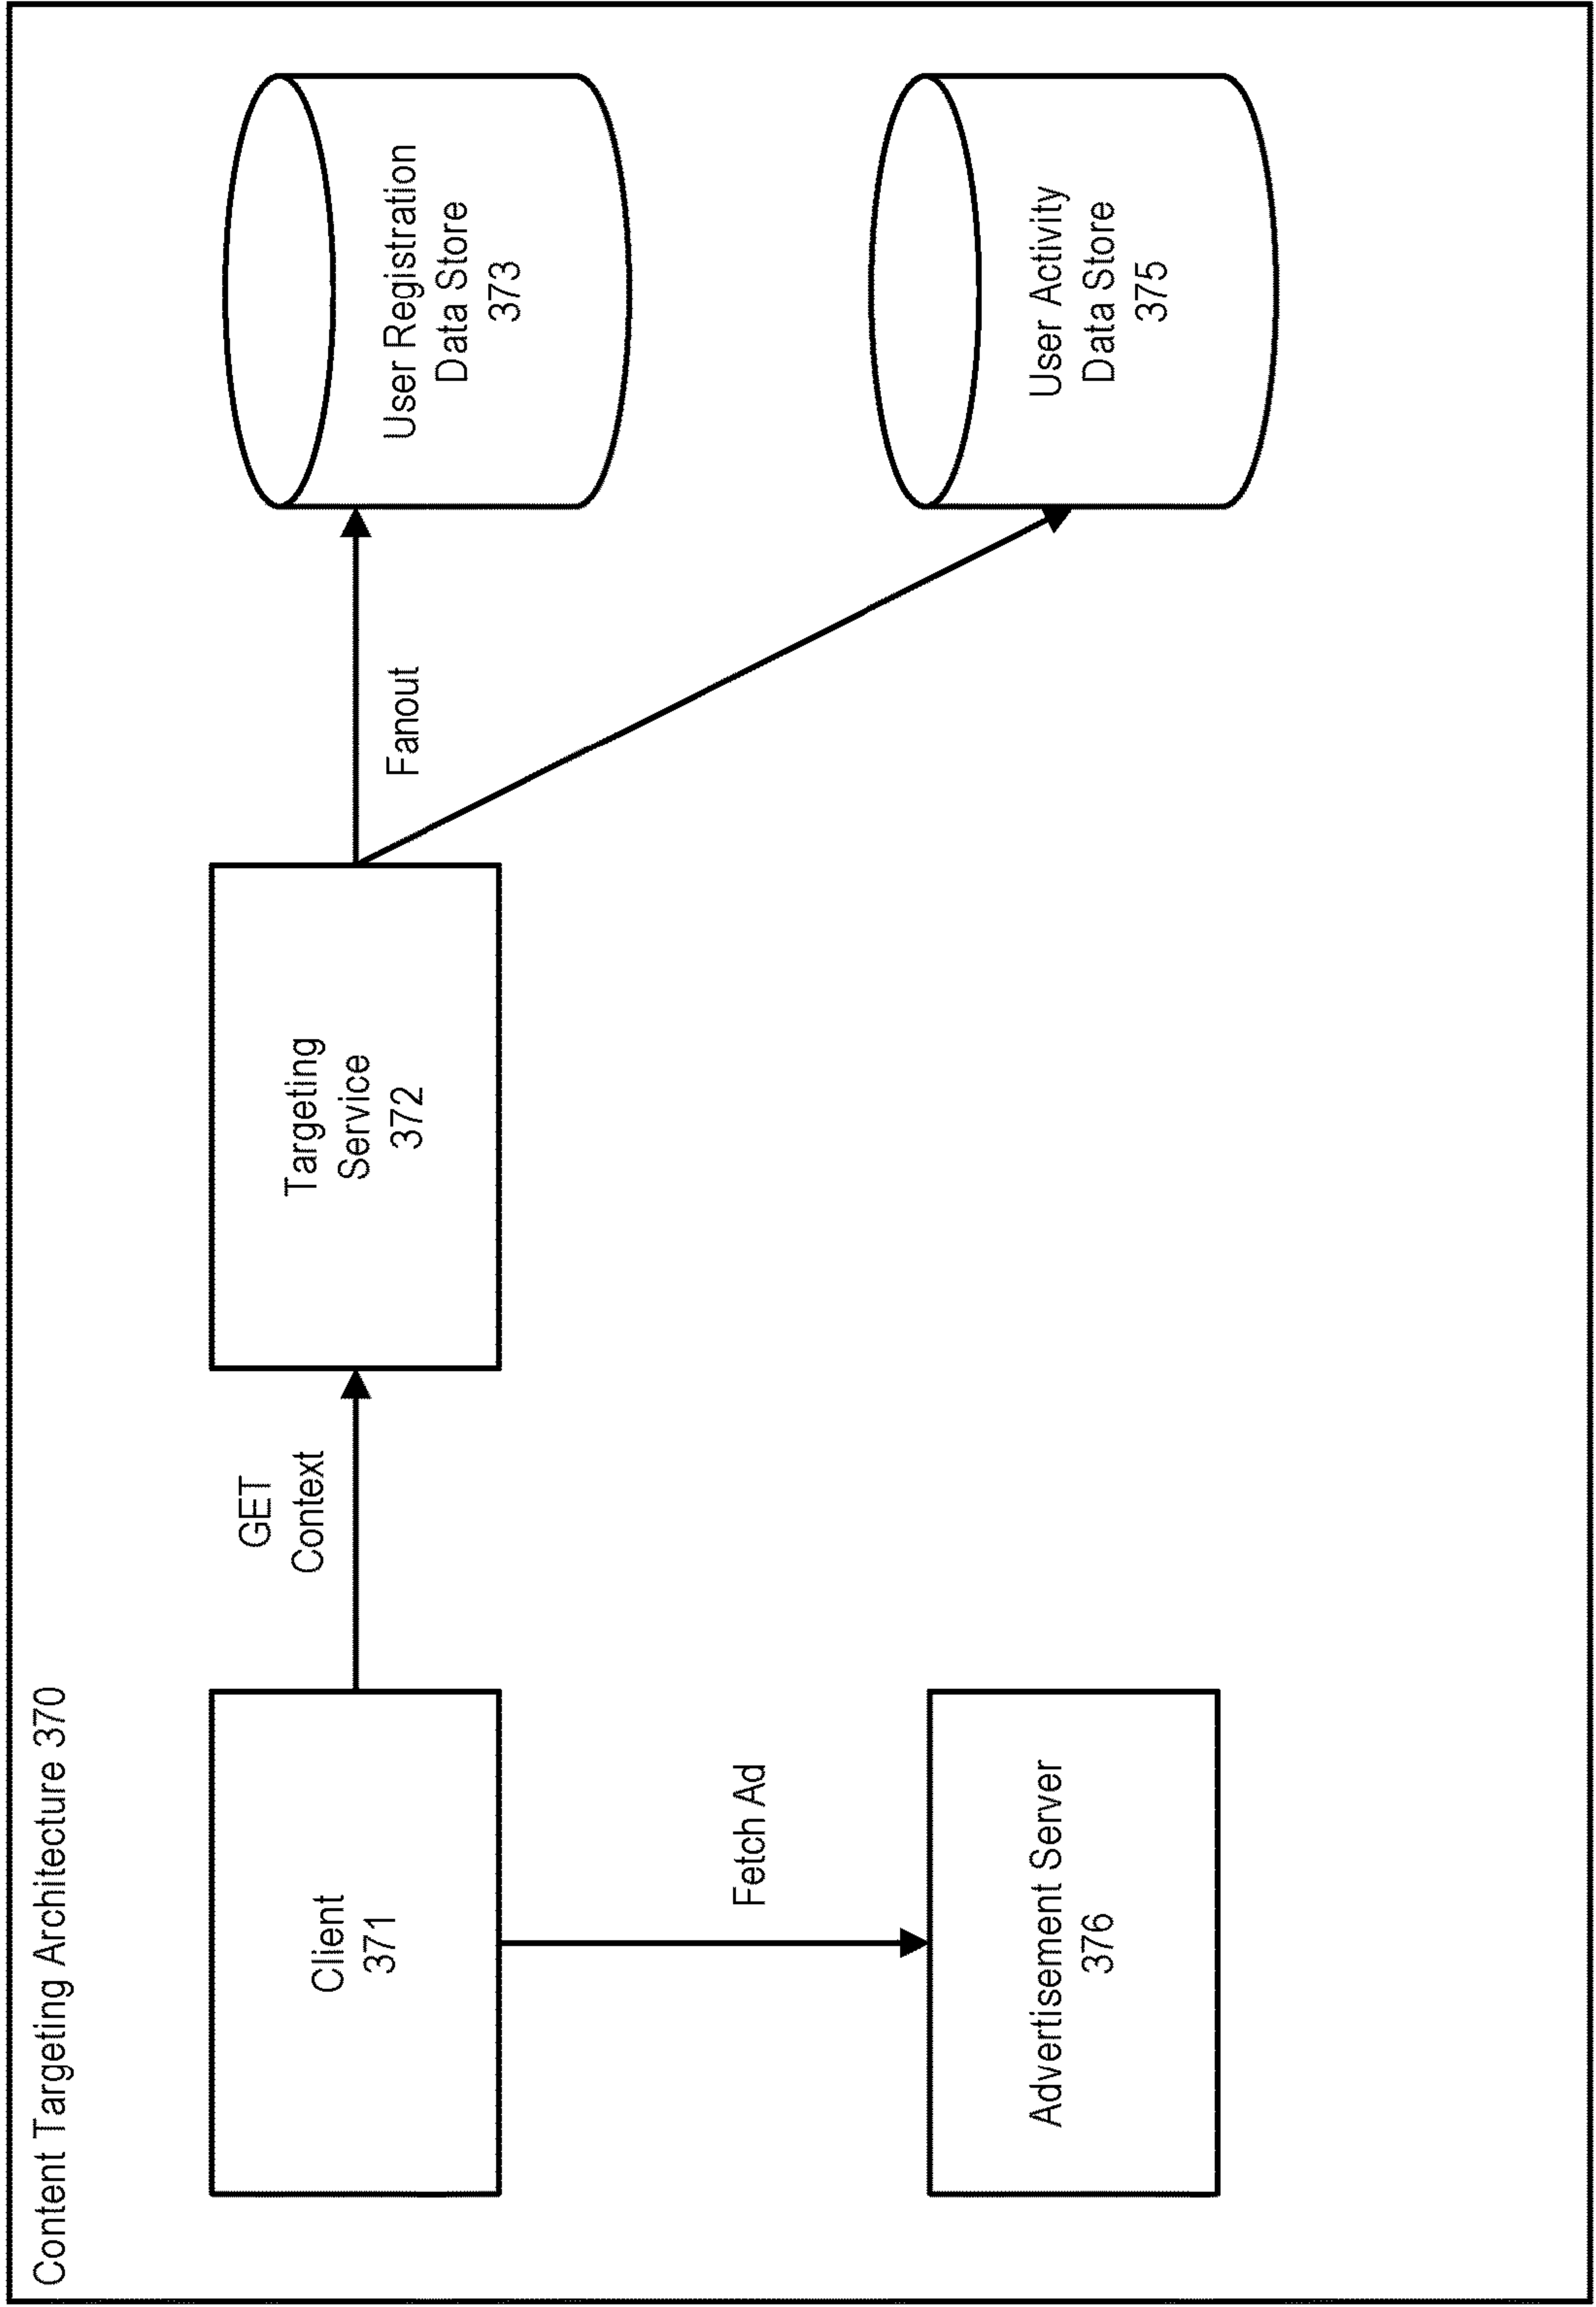 Content Targeting Architecture 370
Client
371
GET
Context
Targeting
Service
372
Fanout
User Registration
Data Store
373
Fetch Ad
Advertisement Server
376
User Activity
Data Store
375